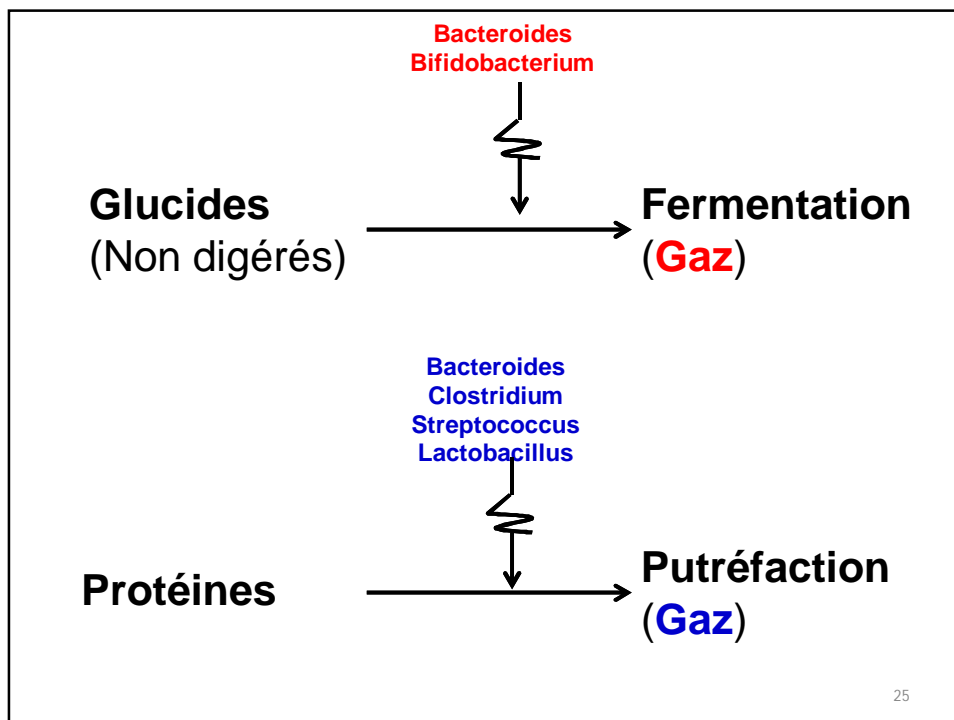 Bacteroides
Bifidobacterium
Glucides
(Non digérés)
Fermentation
(Gaz)
Bacteroides
Clostridium
Streptococcus
Lactobacillus
Protéines
Putréfaction
(Gaz)
25